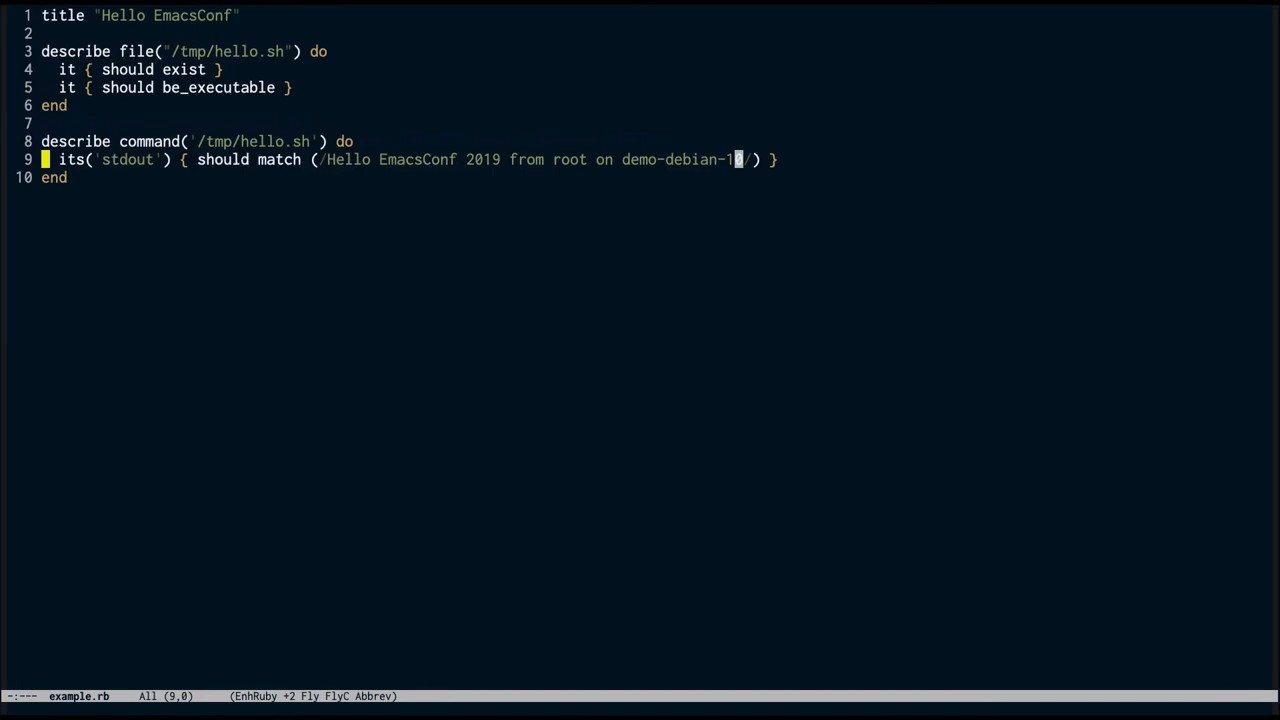 1 title "Hello EmacsConf"
2
3 describe file("/tmp/hello.sh") do
4   it { should exist }
5   it { should be_executable }
6 end
7
8 describe command('/tmp/hello.sh') do
9   its('stdout') { should match (/Hello EmacsConf 2019 from root on demo-debian-10/) }
10 end
-:--- example.rb All (9,0) (EnhRuby +2 Fly FlyC Abbrev)